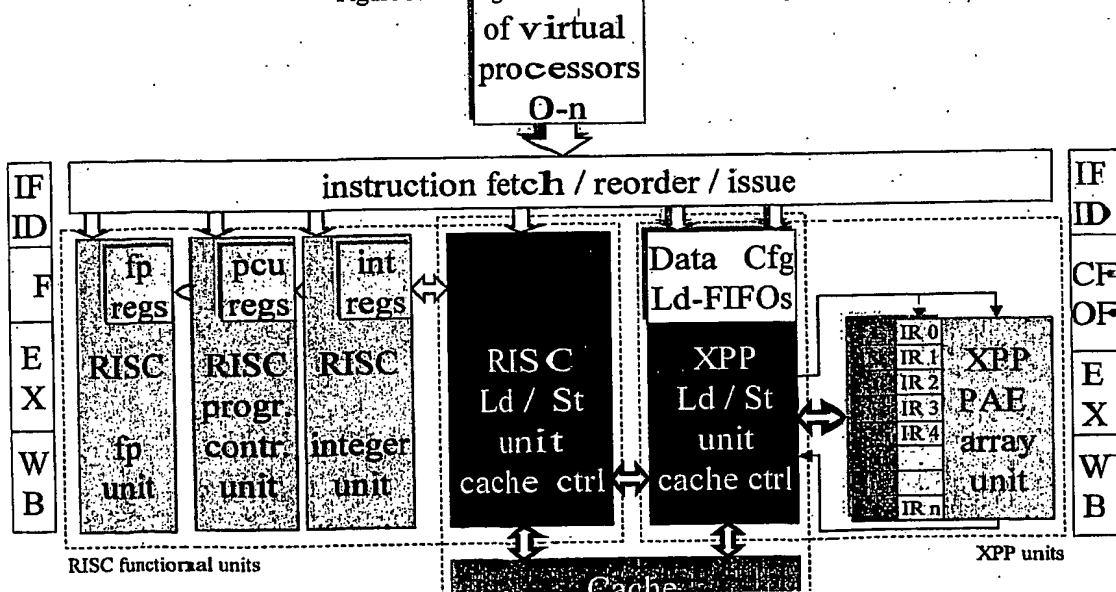 of virtual
processors
0-n
instruction fetch / reorder / issue
IF
ID
F
E
X
W
B
fp
regs
RISC
fp
unit
pcu
regs
RISC
progr.
contr.
unit
int
regs
RISC
integer
unit
RISC
Ld / St
unit
cache ctrl
Data Cfg
Ld-FIFOs
XPP
Ld / St
unit
cache ctrl
IR 0
IR 1
IR 2
IR 3
IR 4
IR n
XPP
PAE
array
unit
IF
ID
CF
OF
E
X
W
B
RISC functional units
XPP units
Cache